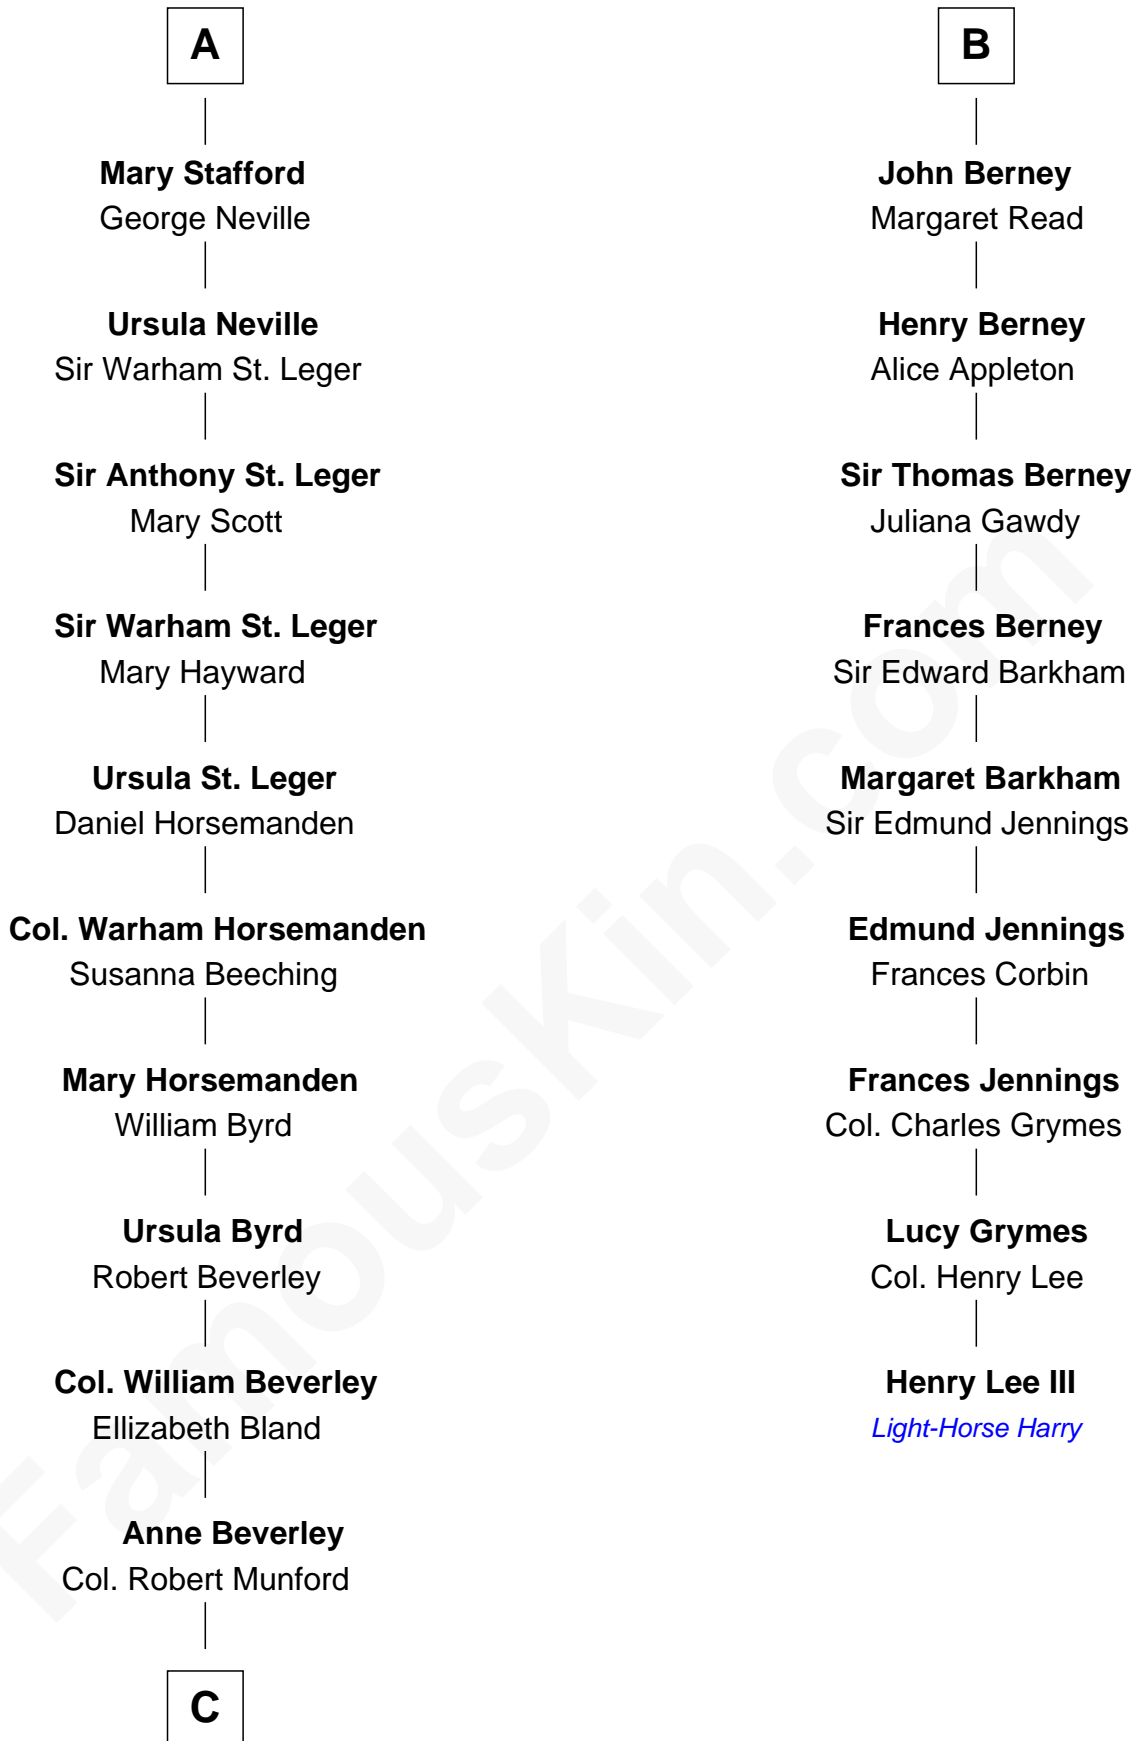 A
Mary Stafford
George Neville
Ursula Neville
Sir Warham St. Leger
Sir Anthony St. Leger
Mary Scott
Sir Warham St. Leger
Mary Hayward
Ursula St. Leger
Daniel Horsemanden
Col. Warham Horsemanden
Susanna Beeching
Mary Horsemanden
William Byrd
Ursula Byrd
Robert Beverley
Col. William Beverley
Ellizabeth Bland
Anne Beverley
Col. Robert Munford
C
B
John Berney
Margaret Read
Henry Berney
Alice Appleton
Sir Thomas Berney
Juliana Gawdy
Frances Berney
Sir Edward Barkham
Margaret Barkham
Sir Edmund Jennings
Edmund Jennings
Frances Corbin
Frances Jennings
Col. Charles Grymes
Lucy Grymes
Col. Henry Lee
Henry Lee III
Light-Horse Harry
FamousKin.com